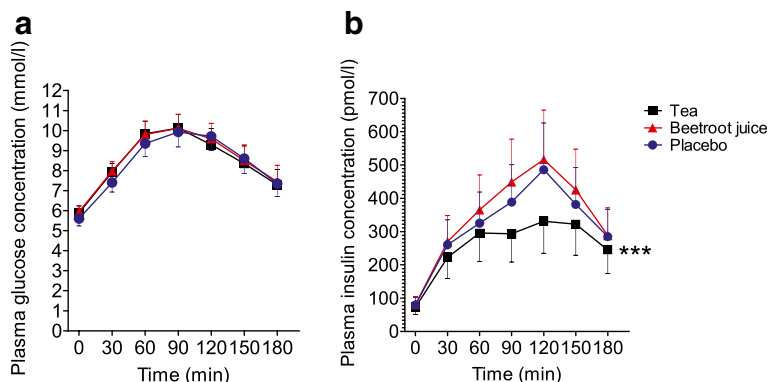 a
Plasma glucose concentration (mmol/l)
12
11
10
9
8
7
6
5
4
3
2
1
0
0 30 60 90 120 150 180
Time (min)
b
Plasma insulin concentration (pmol/l)
700
600
500
400
300
200
100
0
0 30 60 90 120 150 180
Time (min)
***
Tea
Beetroot juice
Placebo